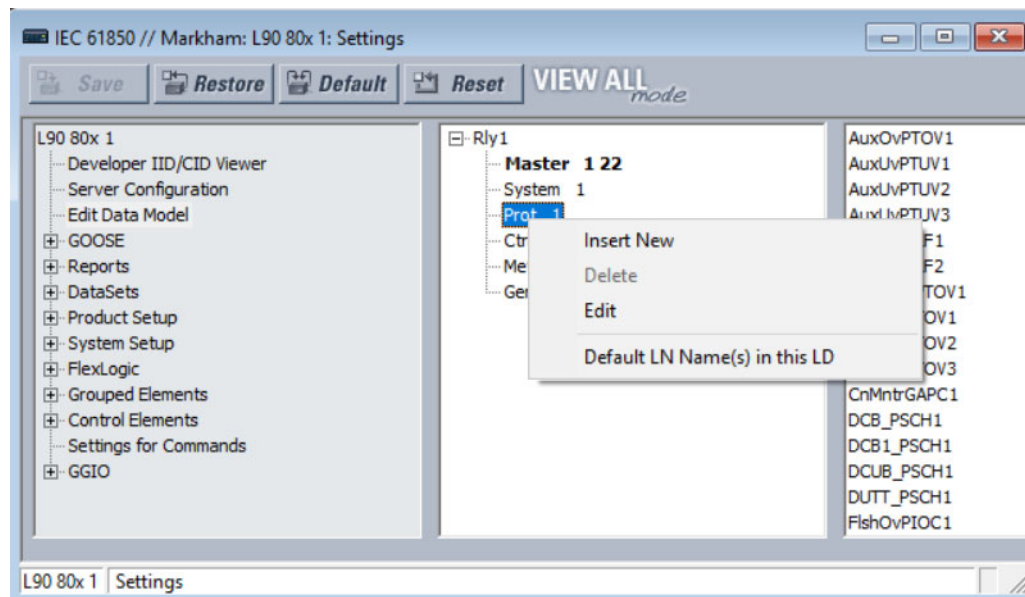 IEC 61850 // Markham: L90 80x 1: Settings
Save Restore Default Reset VIEW ALL mode
L90 80x 1
Developer IID/CID Viewer
Server Configuration
Edit Data Model
GOOSE
Reports
DataSets
Product Setup
System Setup
FlexLogic
Grouped Elements
Control Elements
Settings for Commands
GGIO
Rly1
Master 1 22
System 1
Prot 1
Ctr
Me
Ger
Insert New
Delete
Edit
Default LN Name(s) in this LD
AuxOvPTOV1
AuxUvPTUV1
AuxUvPTUV2
AuxUvPTUV3
F1
F2
TOV1
OV1
OV2
OV3
CnMntrGAPC1
DCB_PSCH1
DCB1_PSCH1
DCUB_PSCH1
DUTT_PSCH1
FlshOvPIOC1
L90 80x 1 Settings